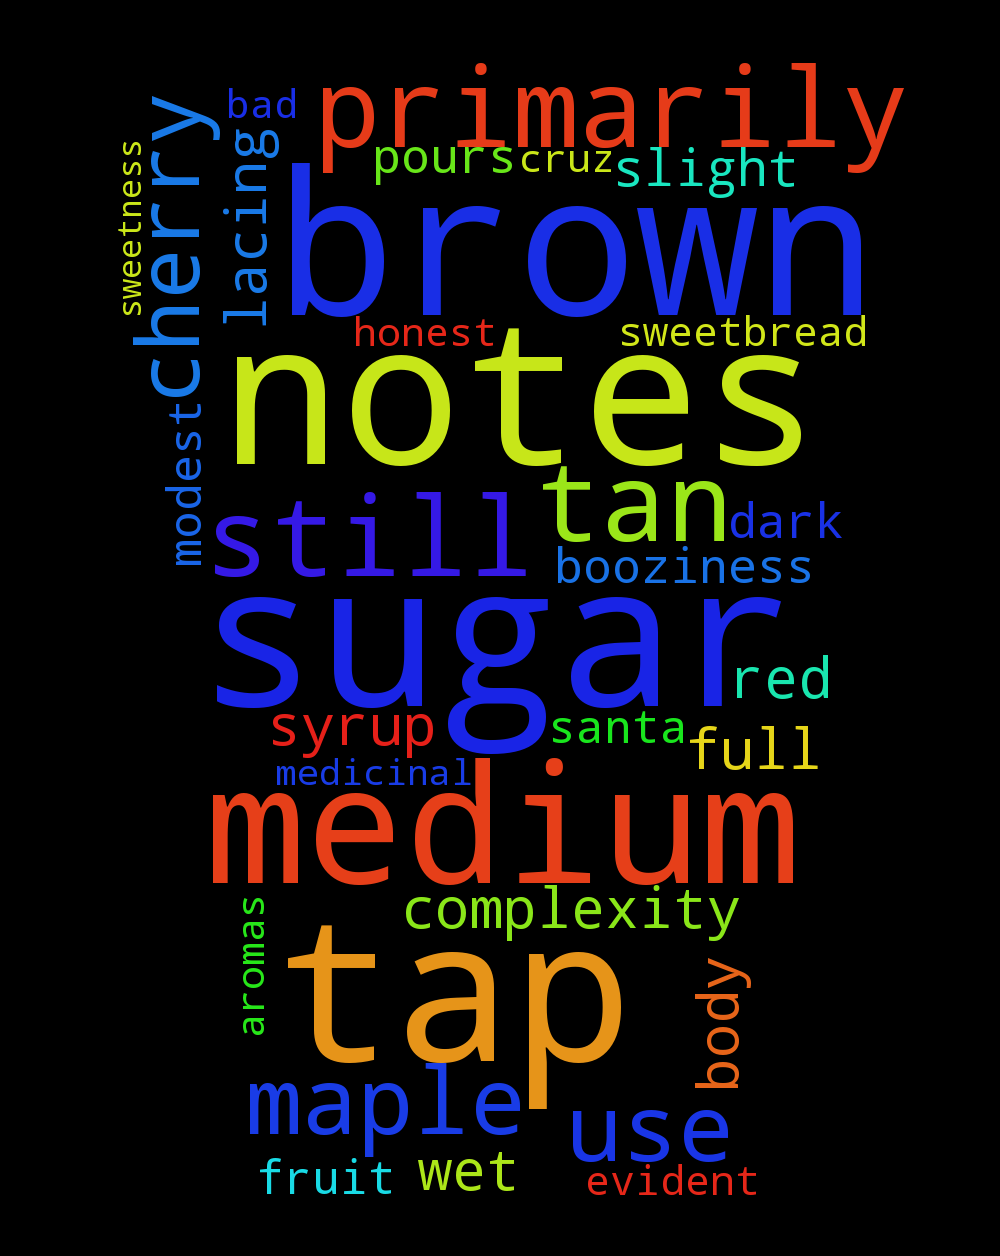 primarily
bad
cherry
lacing
sweetness
pours
cruz
slight
brown
honest
sweetbread
notes
modest
tan
still
dark
booziness
sugar
red
syrup
santa
full
medicinal
medium
complexity
aromas
tap
body
maple
use
fruit
wet
evident